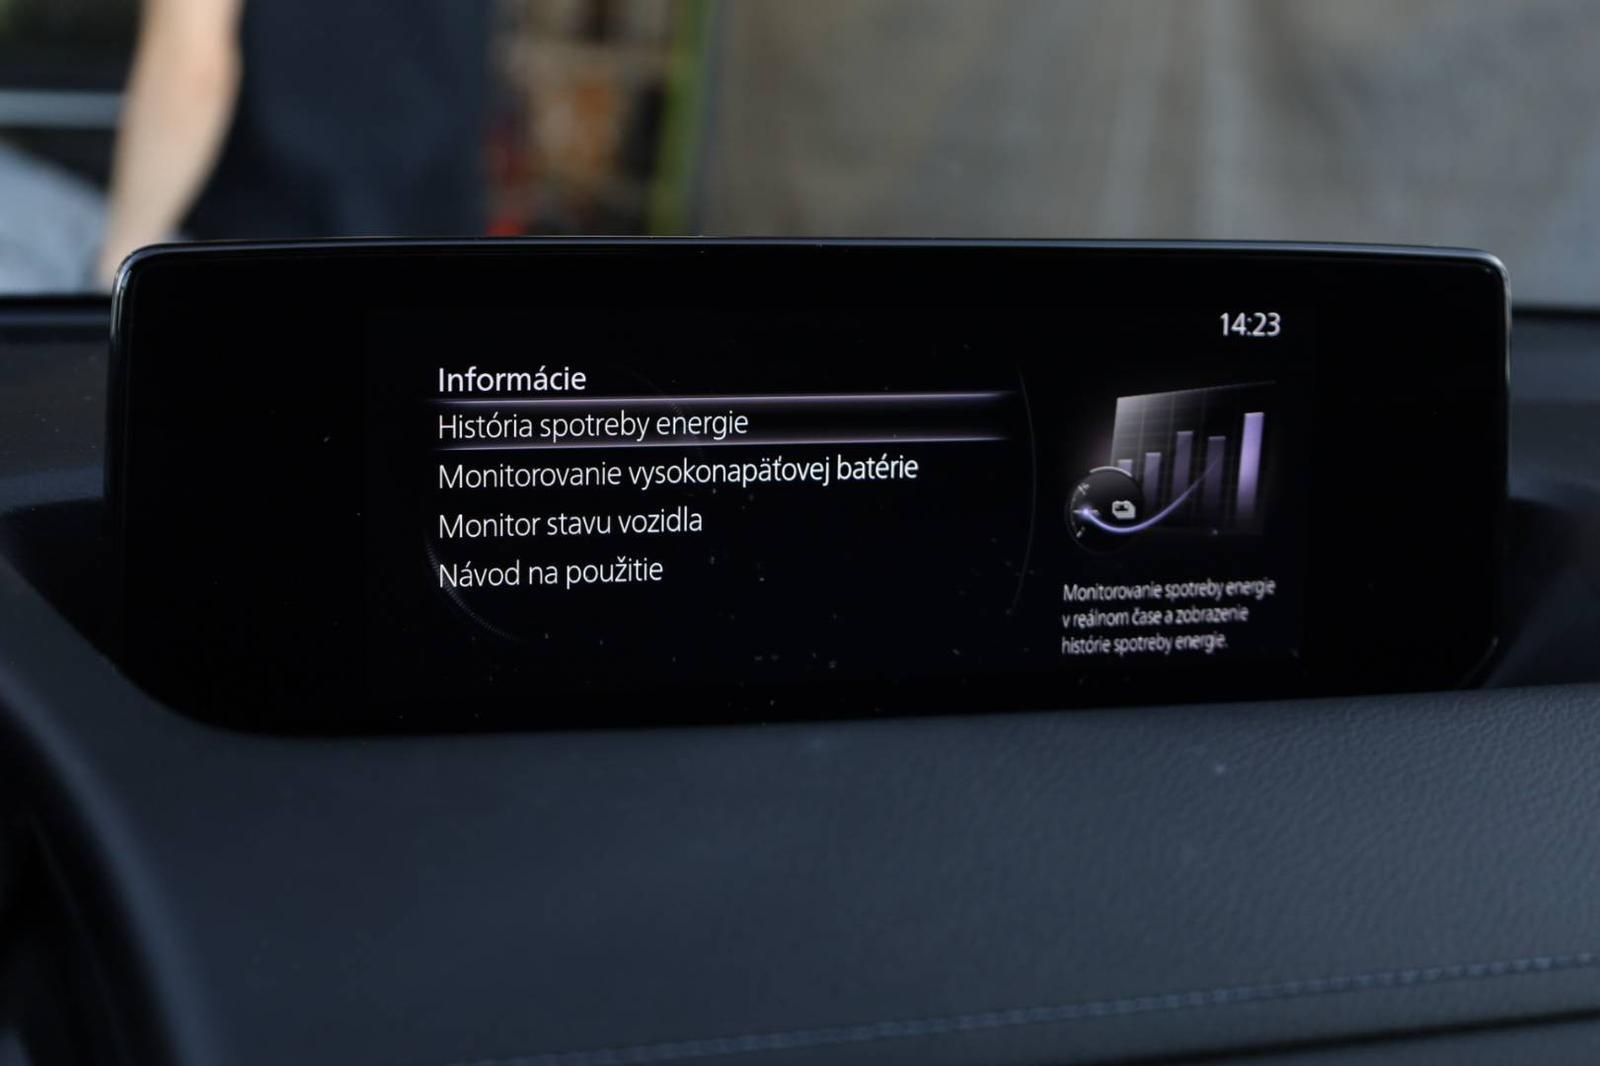 14:23
Informácie
História spotreby energie
Monitorovanie vysokonapäťovej batérie
Monitor stavu vozidla
Návod na použitie
Monitorovanie spotreby energie
v reálnom čase a zobrazenie
histórie spotreby energie.